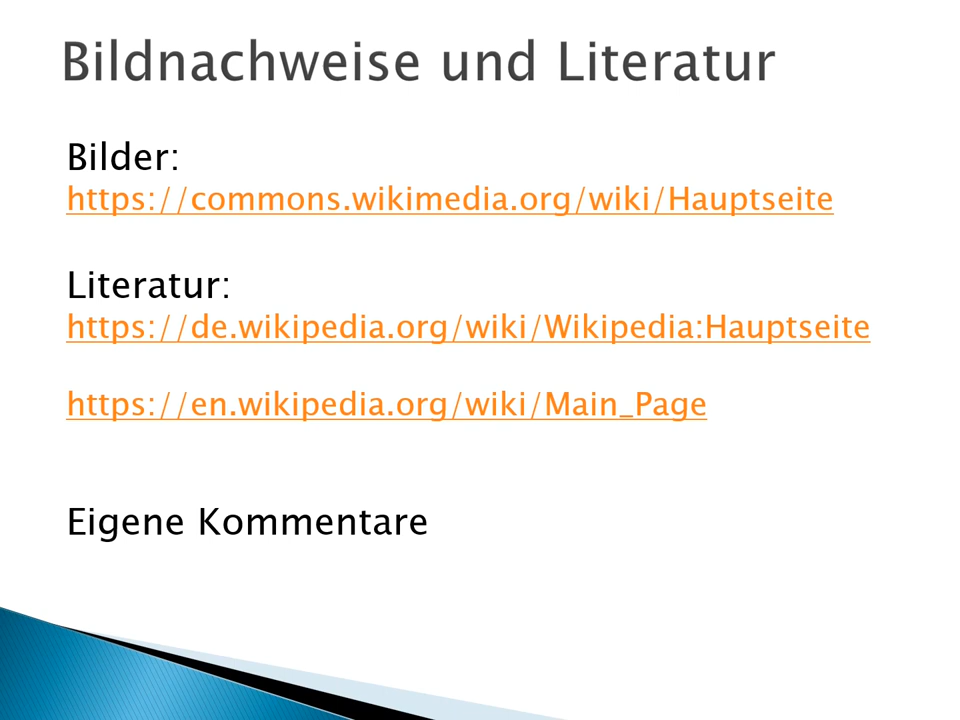 Bildnachweise und Literatur
Bilder:
https://commons.wikimedia.org/wiki/Hauptseite
Literatur:
https://de.wikipedia.org/wiki/Wikipedia:Hauptseite
https://en.wikipedia.org/wiki/Main_Page
Eigene Kommentare